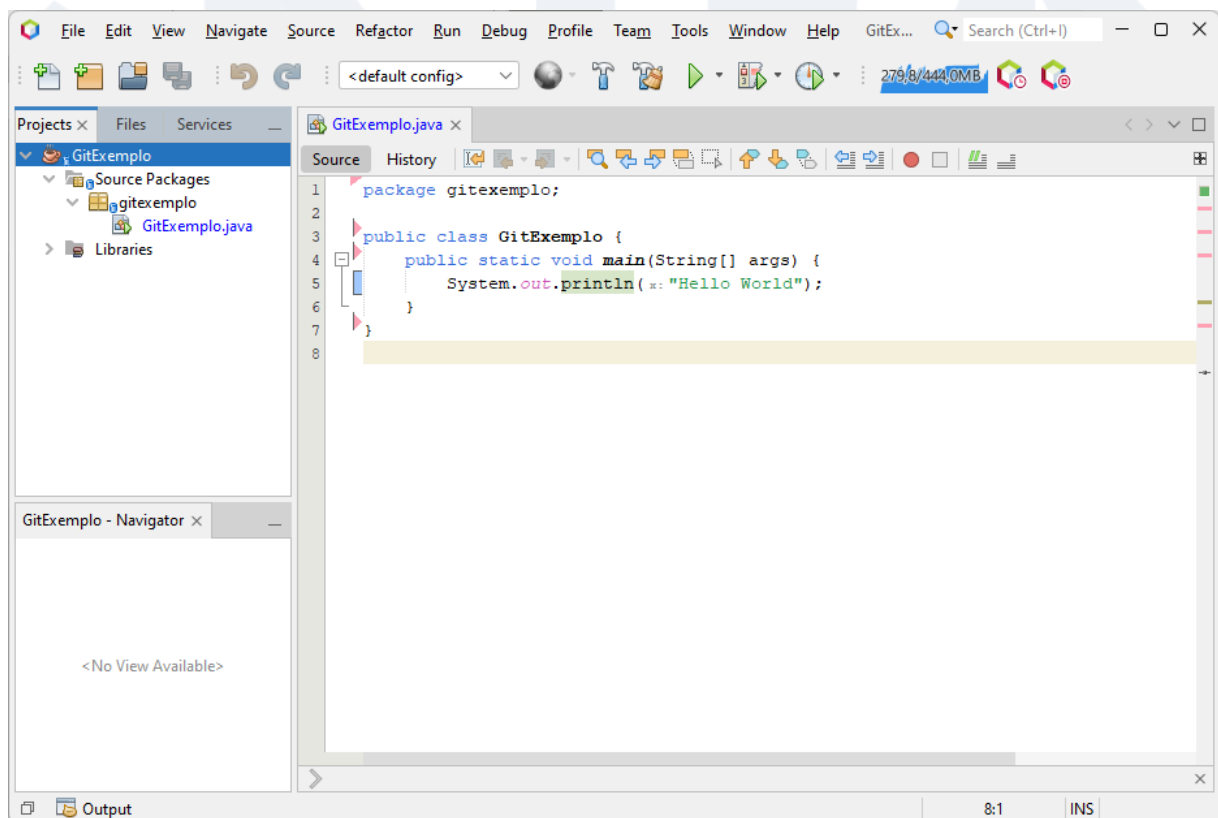 File Edit View Navigate Source Refactor Run Debug Profile Team Tools Window Help GitEx... Search (Ctrl+I)
<default config> 279,8/444,0MB
Projects Files Services
GitExemplo
Source Packages
gitexemplo
GitExemplo.java
Libraries
GitExemplo - Navigator
<No View Available>
GitExemplo.java
Source History
1 package gitexemplo;
2
3 public class GitExemplo {
4 public static void main(String[] args) {
5 System.out.println( x: "Hello World");
6 }
7 }
8
Output 8:1 INS